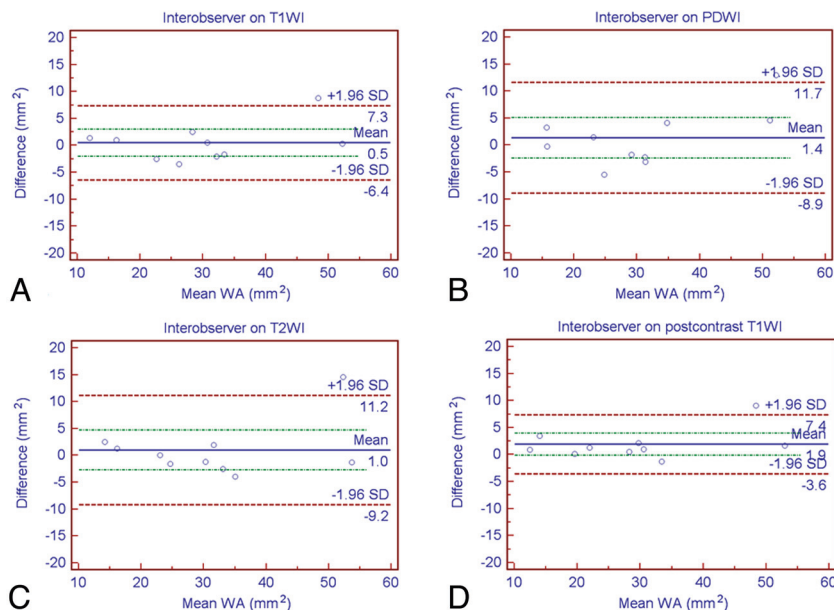 Interobserver on T1WI
20
15
10
5
0
-5
-10
-15
-20
Difference (mm²)
+1.96 SD
7.3
Mean
0.5
-1.96 SD
-6.4
10 20 30 40 50 60
Mean WA (mm²)
A
Interobserver on PDWI
20
15
10
5
0
-5
-10
-15
-20
Difference (mm²)
+1.96 SD
11.7
Mean
1.4
-1.96 SD
-8.9
10 20 30 40 50 60
Mean WA (mm²)
B
Interobserver on T2WI
20
15
10
5
0
-5
-10
-15
-20
Difference (mm²)
+1.96 SD
11.2
Mean
1.0
-1.96 SD
-9.2
10 20 30 40 50 60
Mean WA (mm²)
C
Interobserver on postcontrast T1WI
20
15
10
5
0
-5
-10
-15
-20
Difference (mm²)
+1.96 SD
7.4
Mean
1.9
-1.96 SD
-3.6
10 20 30 40 50 60
Mean WA (mm²)
D